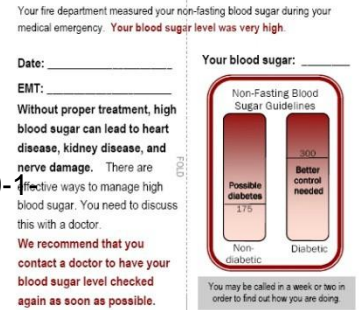 Your fire department measured your non-fasting blood sugar during your
medical emergency. Your blood sugar level was very high.
Date: ____________________
EMT: ____________________
Without proper treatment, high
blood sugar can lead to heart
disease, kidney disease, and
nerve damage. There are
effective ways to manage high
blood sugar. You need to discuss
this with a doctor.
We recommend that you
contact a doctor to have your
blood sugar level checked
again as soon as possible.
FOLD
Your blood sugar: ________
Non-Fasting Blood
Sugar Guidelines
Possible
diabetes
175
Non-
diabetic
300
Better
control
needed
Diabetic
You may be called in a week or two in
order to find out how you are doing.